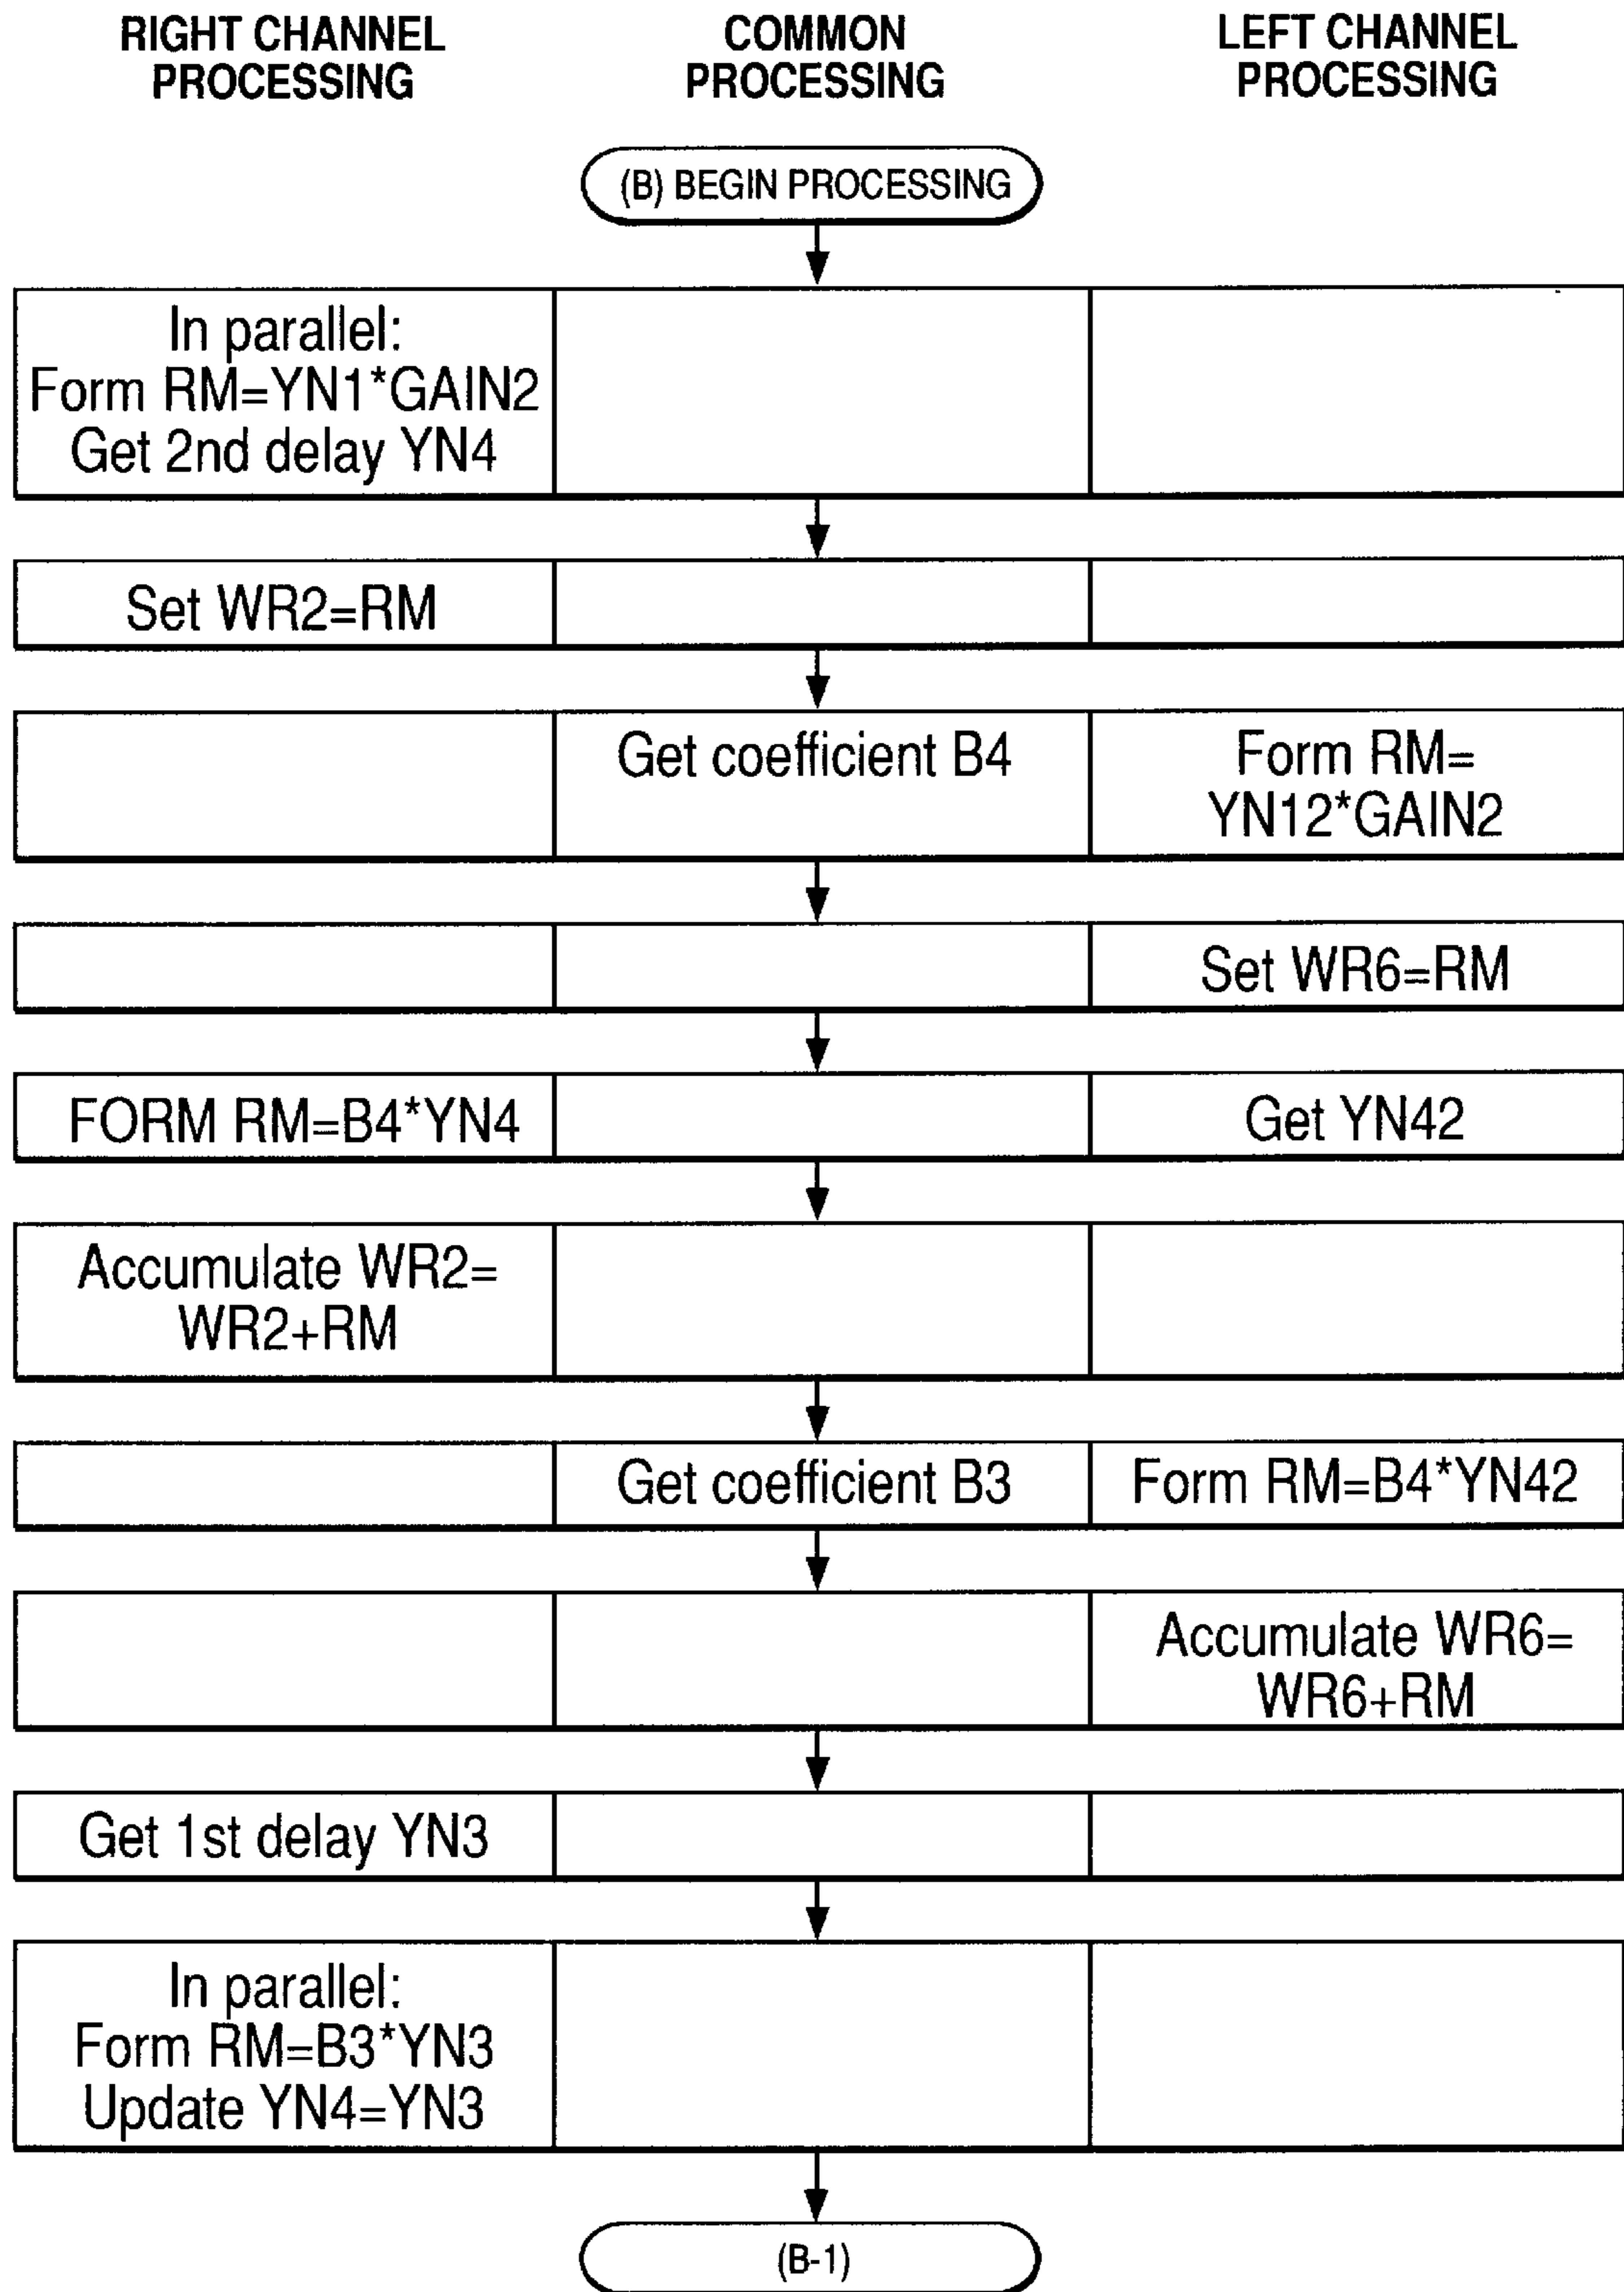 RIGHT CHANNEL
PROCESSING
COMMON
PROCESSING
LEFT CHANNEL
PROCESSING
(B) BEGIN PROCESSING
In parallel:
Form RM=YN1*GAIN2
Get 2nd delay YN4
Set WR2=RM
Get coefficient B4
Form RM=
YN12*GAIN2
Set WR6=RM
FORM RM=B4*YN4
Get YN42
Accumulate WR2=
WR2+RM
Get coefficient B3
Form RM=B4*YN42
Accumulate WR6=
WR6+RM
Get 1st delay YN3
In parallel:
Form RM=B3*YN3
Update YN4=YN3
(B-1)